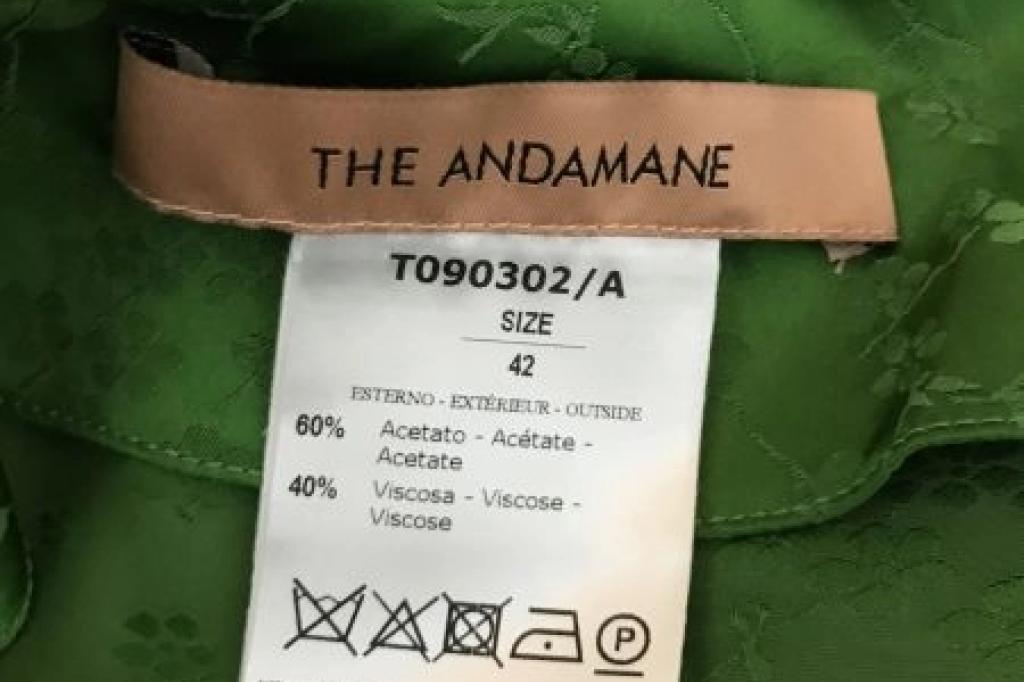 THE ANDAMANE
T090302/A
SIZE
42
ESTERNO - EXTÉRIEUR - OUTSIDE
60% Acetato - Acétate -
Acetate
40% Viscosa - Viscose -
Viscose
P